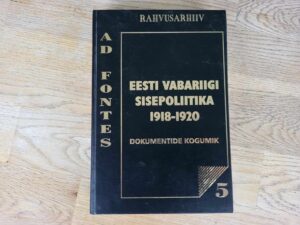 RAHVUSARHIIV
AD FONTES
EESTI VABARIIGI
SISEPOLIITIKA
1918-1920
DOKUMENTIDE KOGUMIK
5